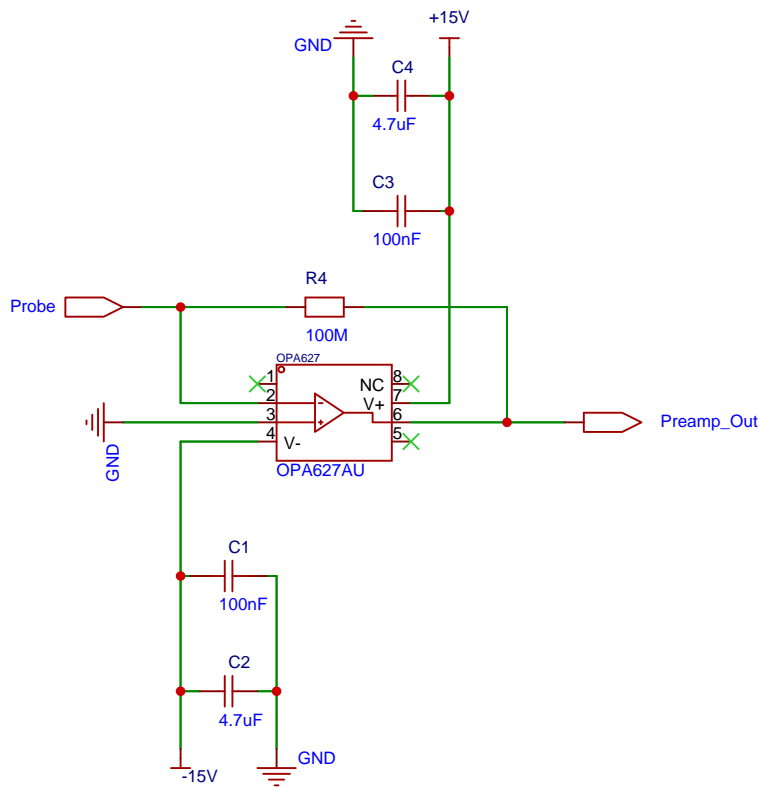 +15V
GND
C4
4.7uF
C3
100nF
R4
Probe
100M
OPA627
1
8
NC
2
7
V+
3
6
Preamp_Out
4
5
V-
GND
OPA627AU
C1
100nF
C2
4.7uF
GND
-15V